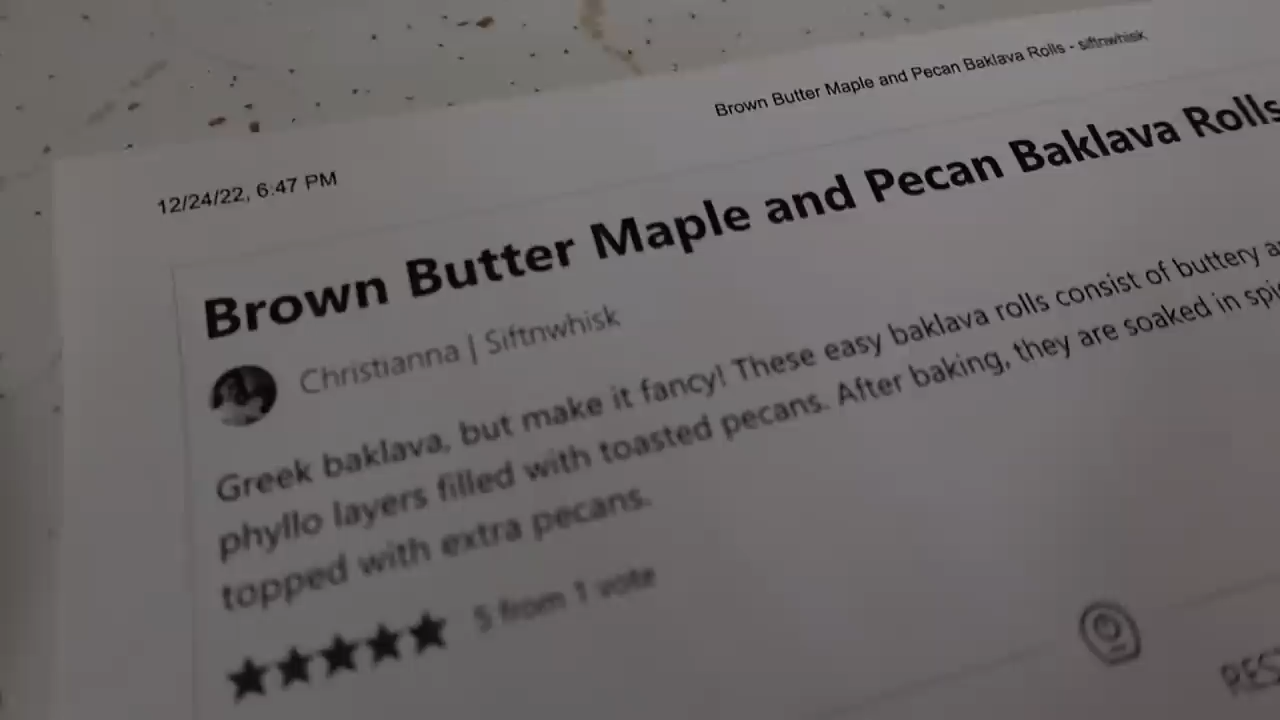 Brown Butter Maple and Pecan Baklava Rolls - siftnwhisk
12/24/22, 6:47 PM
Brown Butter Maple and Pecan Baklava Rolls
Christianna | Siftnwhisk
Greek baklava, but make it fancy! These easy baklava rolls consist of buttery
phyllo layers filled with toasted pecans. After baking, they are soaked in
topped with extra pecans.
5 from 1 vote